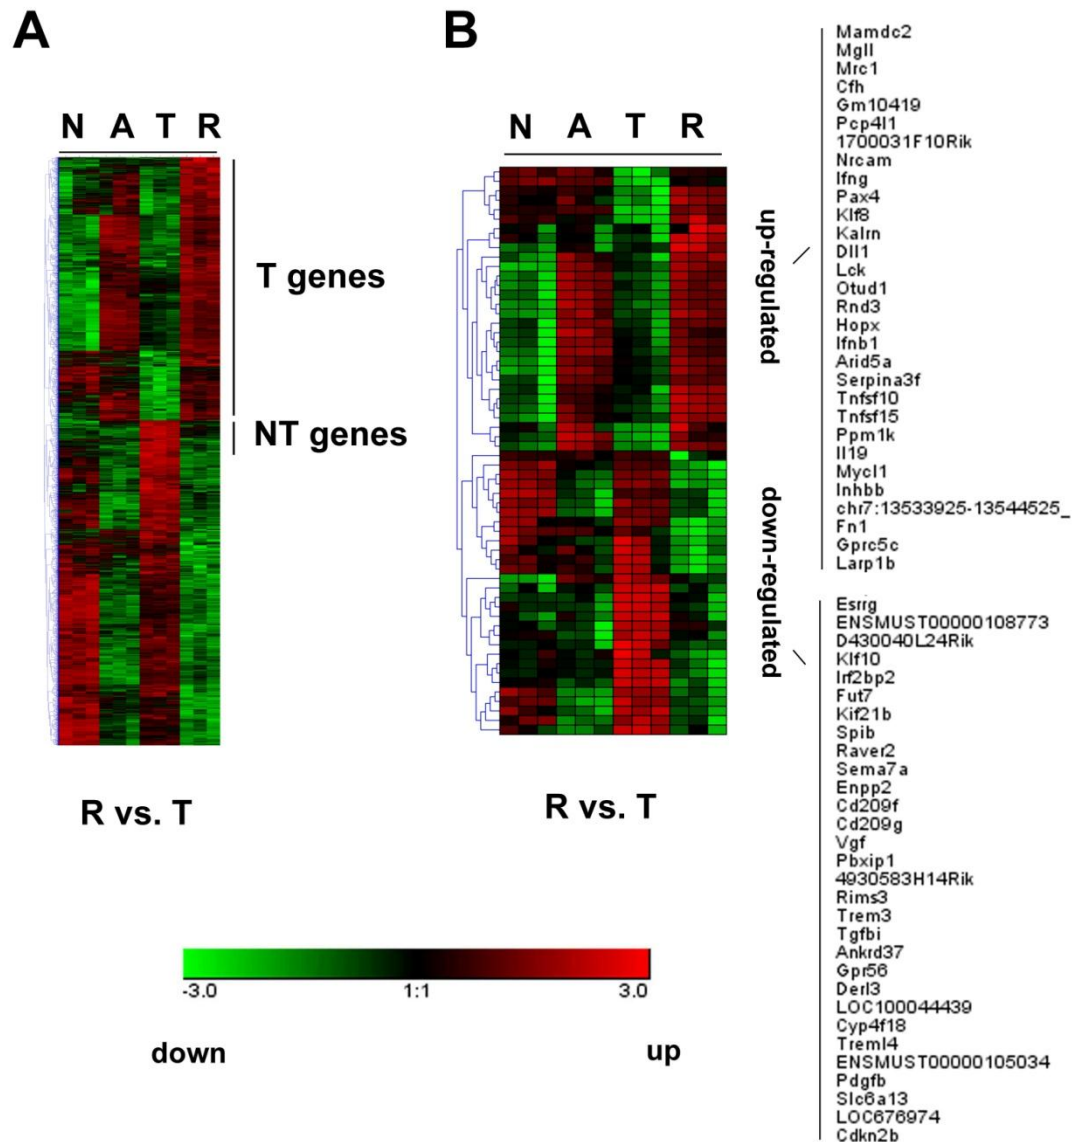 A
N A T R
T genes
NT genes
R vs. T
B
N A T R
up-regulated
down-regulated
R vs. T
Mamdc2
Mgll
Mrc1
Cfh
Gm10419
Pcp4l1
1700031F10Rik
Nrcam
Ifng
Pax4
Klf8
Kalrn
Dll1
Lck
Otud1
Rnd3
Hopx
Ifnb1
Arid5a
Serpina3f
Tnfsf10
Tnfsf15
Ppm1k
Il19
Mycl1
Inhbb
chr7:13533925-13544525_
Fn1
Gprc5c
Larp1b
Esrrg
ENSMUST00000108773
D430040L24Rik
Klf10
Irf2bp2
Fut7
Kif21b
Spib
Raver2
Sema7a
Enpp2
Cd209f
Cd209g
Vgf
Pbxip1
4930583H14Rik
Rims3
Trem3
Tgfbi
Ankrd37
Gpr56
Derl3
LOC100044439
Cyp4f18
Treml4
ENSMUST00000105034
Pdgfb
Slc6a13
LOC676974
Cdkn2b
-3.0 1:1 3.0
down up